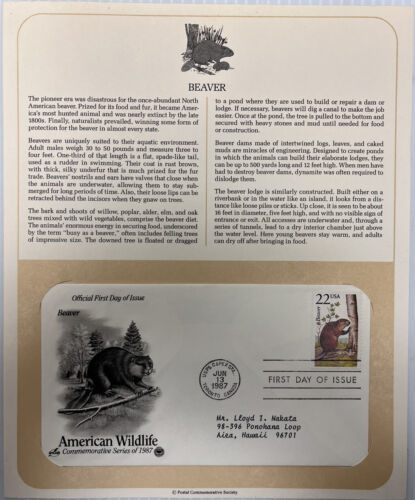 BEAVER
The pioneer era was disastrous for the once-abundant North
American beaver. Prized for its food and fur, it became Amer-
ica's most hunted animal and was nearly extinct by the late
1800s. Finally, naturalists prevailed, winning some form of
protection for the beaver in almost every state.
Beavers are uniquely suited to their aquatic environment.
Adult males weigh 30 to 50 pounds and measure three to
four feet. One-third of that length is a flat, spade-like tail,
used as a rudder in swimming. Their coat is rust brown,
with thick, silky underfur that is much prized for the fur
trade. Beavers' nostrils and ears have valves that close when
the animals are underwater, allowing them to stay sub-
merged for long periods of time. Also, their loose lips can be
retracted behind the incisors when they gnaw on trees.
The bark and shoots of willow, poplar, alder, elm, and oak
trees mixed with wild vegetables, comprise the beaver diet.
The animals' enormous energy in securing food, underscored
by the term "busy as a beaver," often includes felling trees
of impressive size. The downed tree is floated or dragged
to a pond where they are used to build or repair a dam or
lodge. If necessary, beavers will dig a canal to make the job
easier. Once at the pond, the tree is pulled to the bottom and
secured with heavy stones and mud until needed for food
or construction.
Beaver dams made of intertwined logs, leaves, and caked
muds are miracles of engineering. Designed to create ponds
in which the animals can build their elaborate lodges, they
can be up to 500 yards long and 12 feet high. When men have
had to destroy beaver dams, dynamite was often required to
dislodge them.
The beaver lodge is similarly constructed. Built either on a
riverbank or in the water like an island, it looks from a dis-
tance like loose piles or sticks. Up close, it is seen to be about
16 feet in diameter, five feet high, and with no visible sign of
entrance or exit. All accesses are underwater and, through a
series of tunnels, lead to a dry interior chamber just above
the water level. Here young beavers stay warm, and adults
can dry off after bringing in food.
Official First Day of Issue
Beaver
22 USA
Beaver
USPS CAPEX STA.
JUN
13
1987
TORONTO, CANADA
FIRST DAY OF ISSUE
Mr. Lloyd T. Nakata
98-396 Ponokana Loop
Aiea, Hawaii 96701
American Wildlife
Commemorative Series of 1987
© Postal Commemorative Society